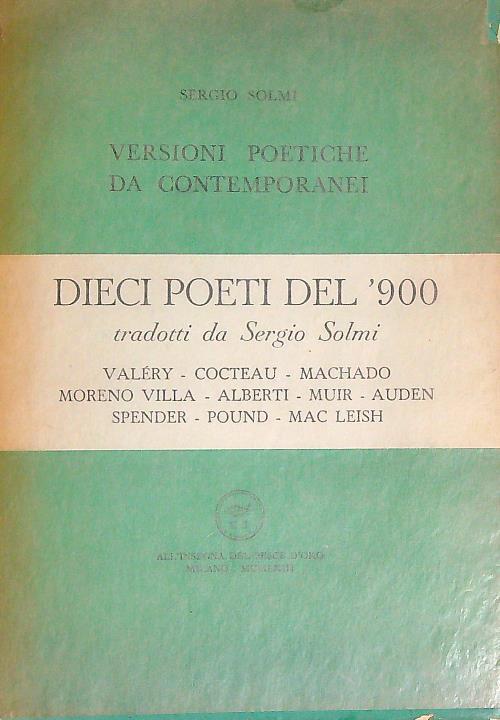 SERGIO SOLMI
VERSIONI POETICHE
DA CONTEMPORANEI
DIECI POETI DEL '900
tradotti da Sergio Solmi
VALÉRY - COCTEAU - MACHADO
MORENO VILLA - ALBERTI - MUIR - AUDEN
SPENDER - POUND - MAC LEISH
ALL'INSEGNA DEL PESCE D'ORO
MILANO